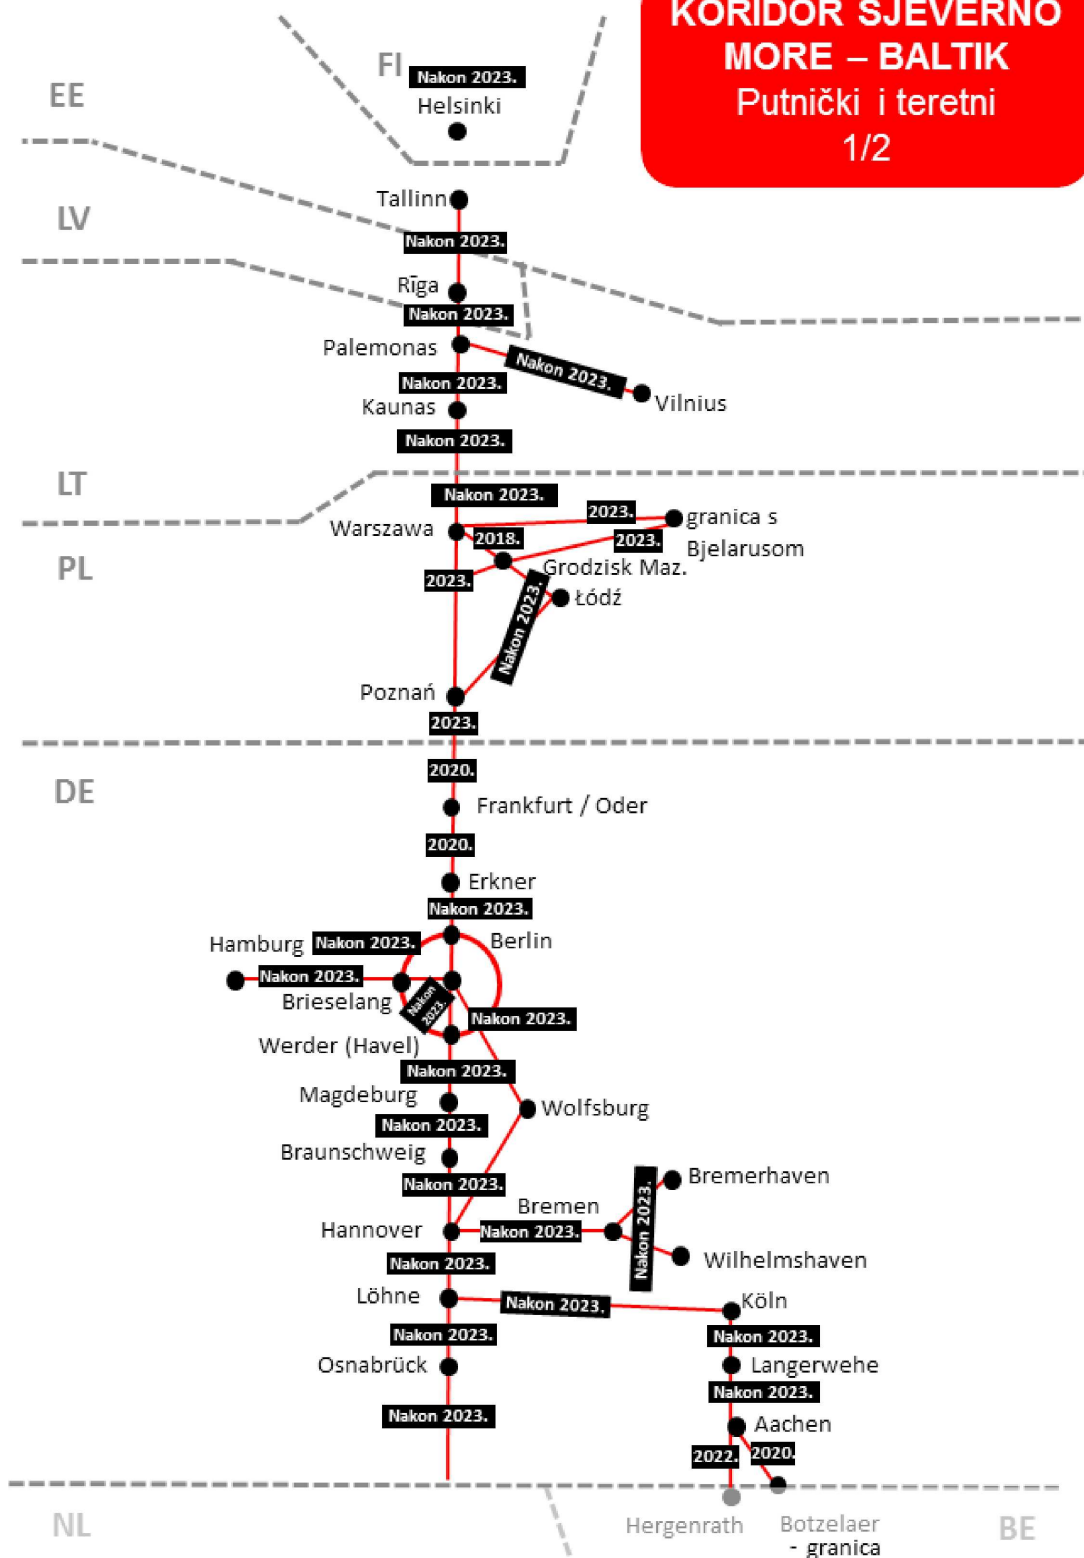 KORIDOR SJEVERNO
MORE – BALTIK
Putnički i teretni
1/2
FI
Nakon 2023.
Helsinki
EE
Tallinn
LV
Nakon 2023.
Rīga
Nakon 2023.
Palemonas
Nakon 2023.
Nakon 2023.
Vilnius
Kaunas
Nakon 2023.
LT
Nakon 2023.
Warszawa
2023.
granica s
Bjelarusom
2018.
2023.
PL
Grodzisk Maz.
2023.
Łódź
Nakon 2023.
Poznań
2023.
2020.
DE
Frankfurt / Oder
2020.
Erkner
Nakon 2023.
Hamburg
Nakon 2023.
Berlin
Nakon 2023.
Brieselang
Nakon
2023.
Nakon 2023.
Werder (Havel)
Nakon 2023.
Magdeburg
Wolfsburg
Nakon 2023.
Braunschweig
Nakon 2023.
Bremerhaven
Bremen
Nakon 2023.
Hannover
Nakon 2023.
Wilhelmshaven
Nakon 2023.
Löhne
Nakon 2023.
Köln
Nakon 2023.
Nakon 2023.
Osnabrück
Langerwehe
Nakon 2023.
Nakon 2023.
Aachen
2022.
2020.
NL
Hergenrath
Botzelaer
- granica
BE